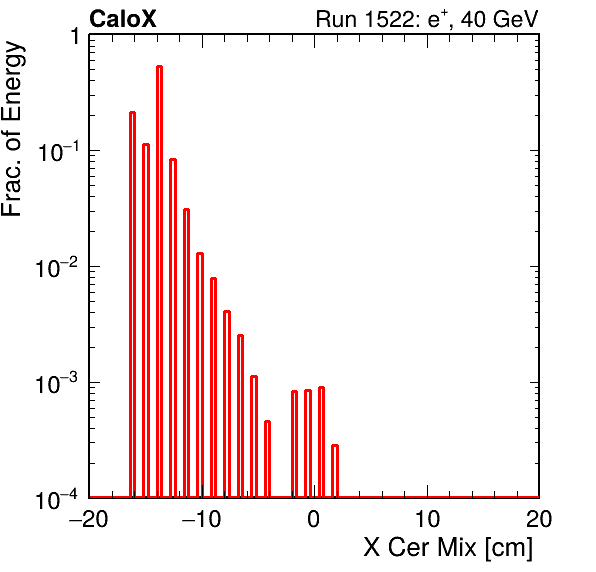 CaloX Run 1522: e⁺, 40 GeV
Frac. of Energy
1
10⁻¹
10⁻²
10⁻³
10⁻⁴
−20 −10 0 10 20
X Cer Mix [cm]